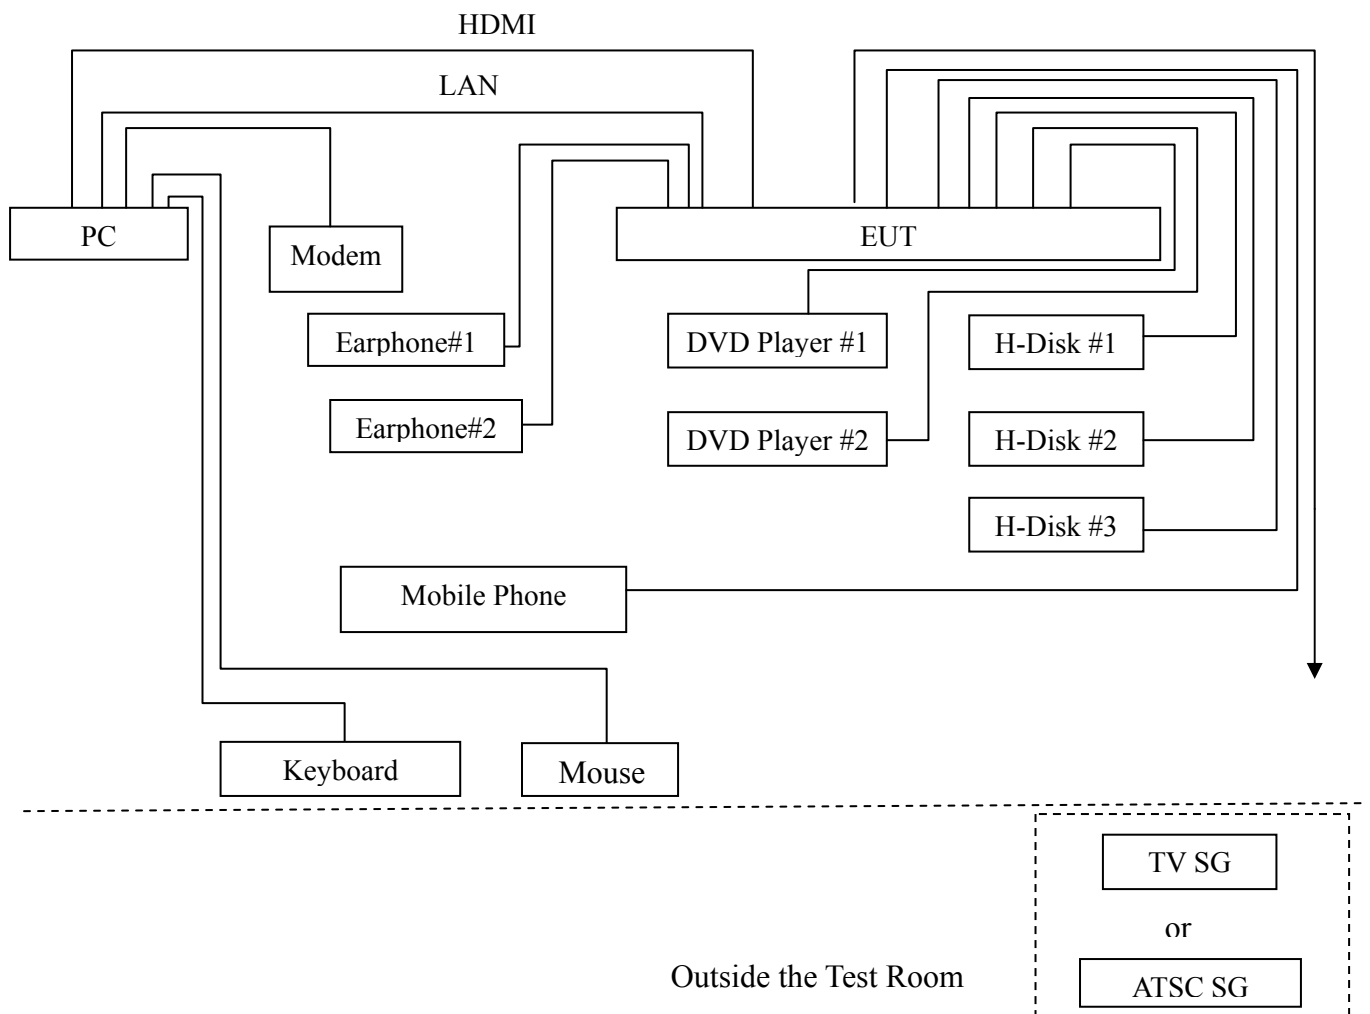 HDMI
LAN
PC
Modem
EUT
Earphone#1
DVD Player #1
H-Disk #1
Earphone#2
DVD Player #2
H-Disk #2
H-Disk #3
Mobile Phone
Keyboard
Mouse
TV SG
or
Outside the Test Room
ATSC SG